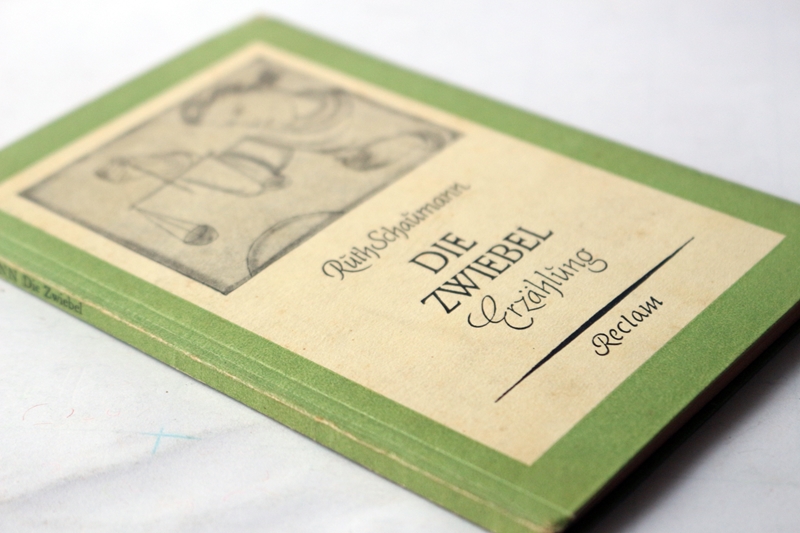 Ruth Schaumann
DIE
ZWIEBEL
Erzählung
Reclam
Die Zwiebel